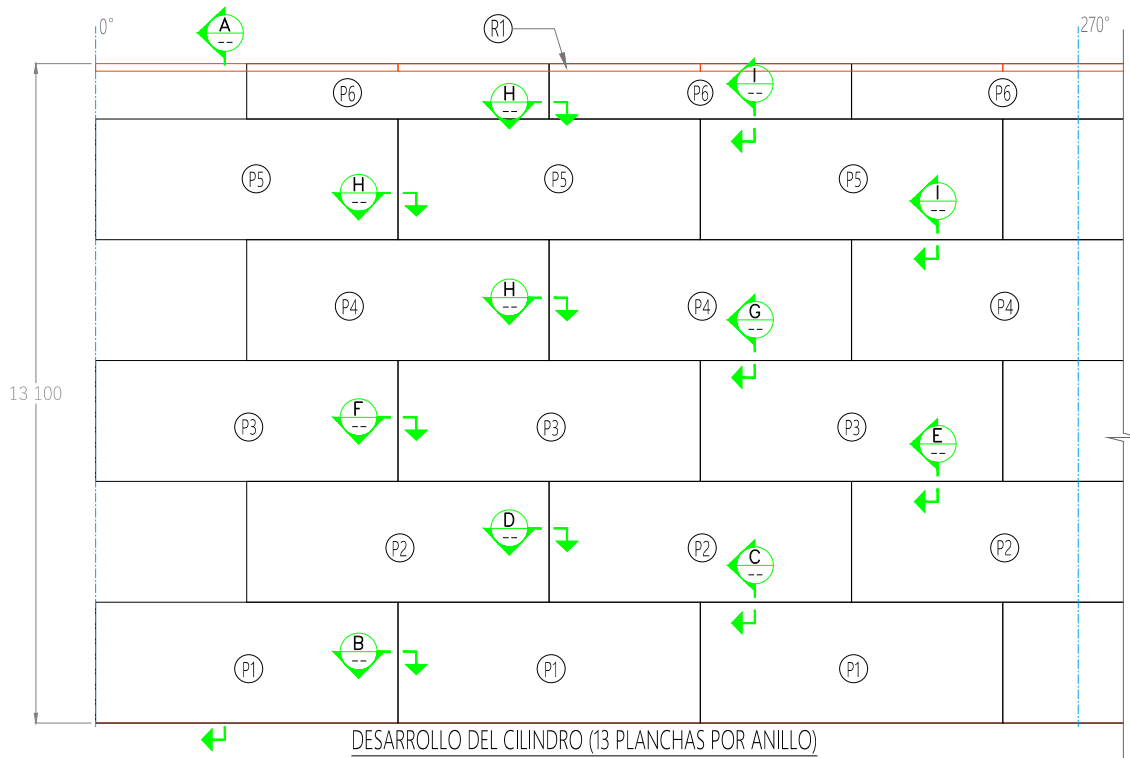 0°
A
--
R1
270°
P6
H
--
P6
I
--
P6
P5
H
--
P5
P5
I
--
P4
H
--
P4
G
--
P4
13 100
P3
F
--
P3
P3
E
--
P2
D
--
P2
C
--
P2
P1
B
--
P1
P1
DESARROLLO DEL CILINDRO (13 PLANCHAS POR ANILLO)